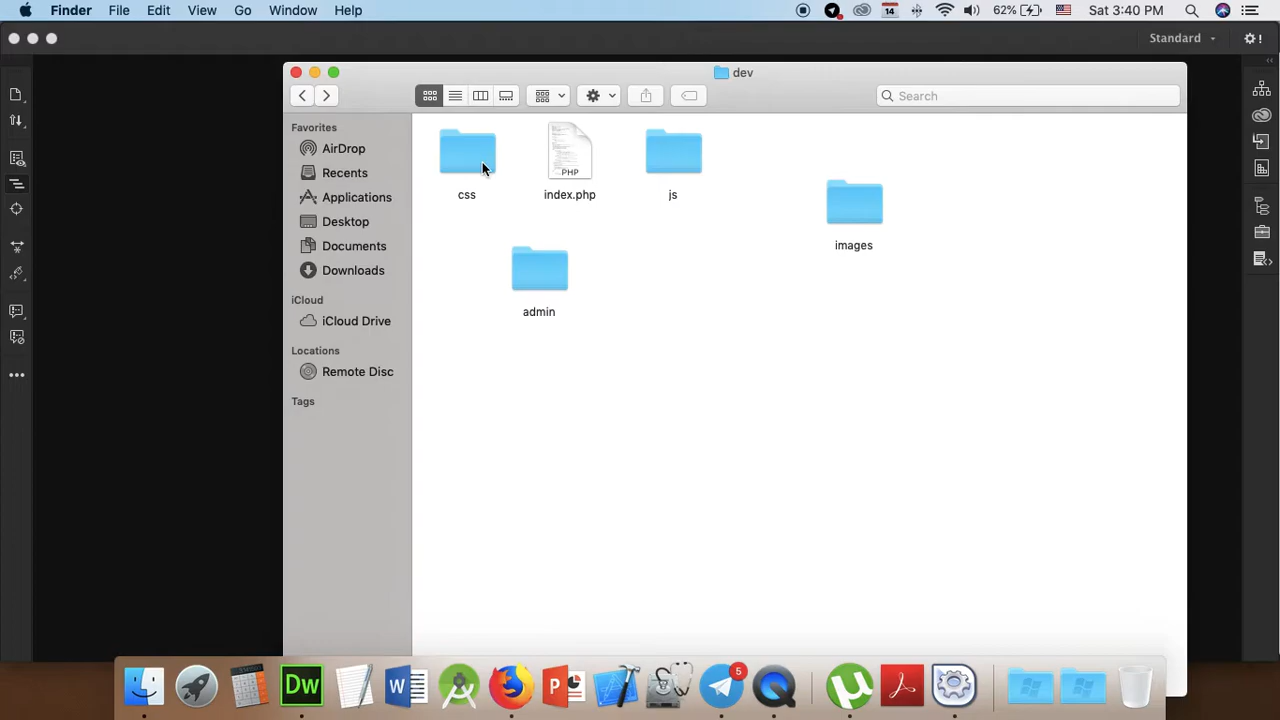 Finder File Edit View Go Window Help 14 62% Sat 3:40 PM
Standard
dev
Search
Favorites
AirDrop
Recents
Applications
Desktop
Documents
Downloads
iCloud
iCloud Drive
Locations
Remote Disc
Tags
PHP
css
index.php
js
images
admin
Dw
W
P
5